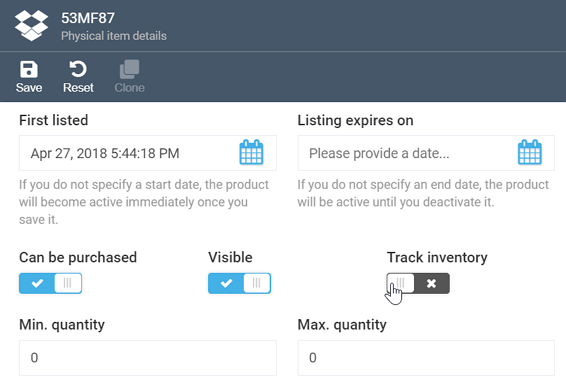 53MF87
Physical item details
Save Reset Clone
First listed Listing expires on
Apr 27, 2018 5:44:18 PM Please provide a date...
If you do not specify a start date, the product
will become active immediately once you
save it.
If you do not specify an end date, the product
will be active until you deactivate it.
Can be purchased Visible Track inventory
Min. quantity Max. quantity
0 0